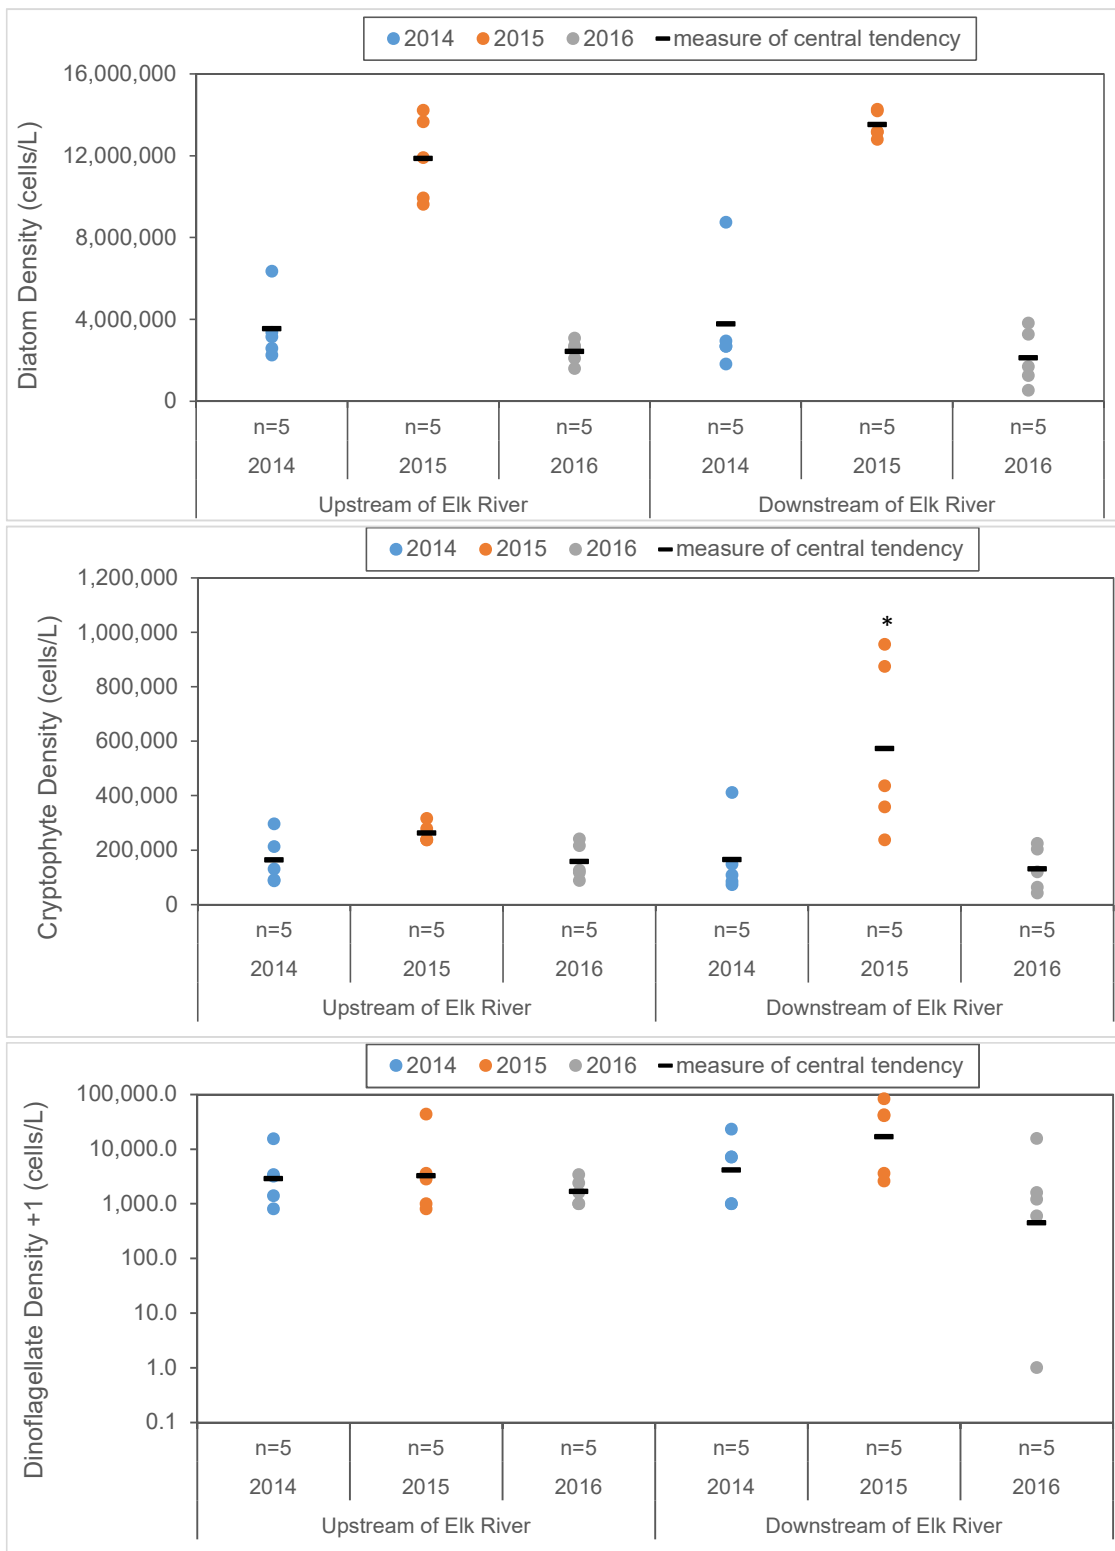 2014 2015 2016 measure of central tendency
Diatom Density (cells/L)
16,000,000
12,000,000
8,000,000
4,000,000
0
n=5 n=5 n=5 n=5 n=5 n=5
2014 2015 2016 2014 2015 2016
Upstream of Elk River Downstream of Elk River
2014 2015 2016 measure of central tendency
Cryptophyte Density (cells/L)
1,200,000
*
1,000,000
800,000
600,000
400,000
200,000
0
n=5 n=5 n=5 n=5 n=5 n=5
2014 2015 2016 2014 2015 2016
Upstream of Elk River Downstream of Elk River
2014 2015 2016 measure of central tendency
Dinoflagellate Density +1 (cells/L)
100,000.0
10,000.0
1,000.0
100.0
10.0
1.0
0.1
n=5 n=5 n=5 n=5 n=5 n=5
2014 2015 2016 2014 2015 2016
Upstream of Elk River Downstream of Elk River